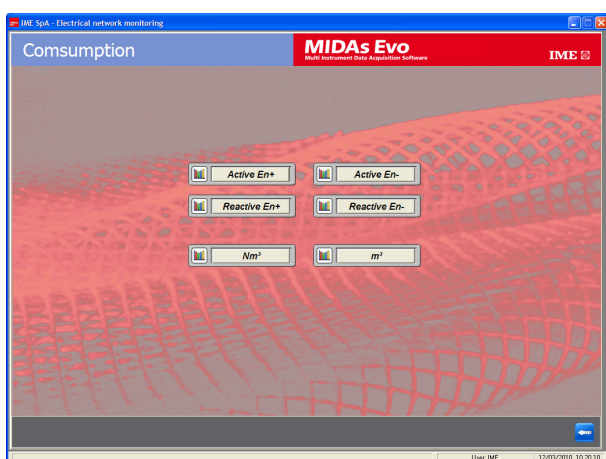 IME SpA - Electrical network monitoring
Comsumption
MIDAs Evo
Multi Instrument Data Acquisition Software
IME
Active En+
Active En-
Reactive En+
Reactive En-
Nm³
m³
User: IME
12/03/2010 10.20.10